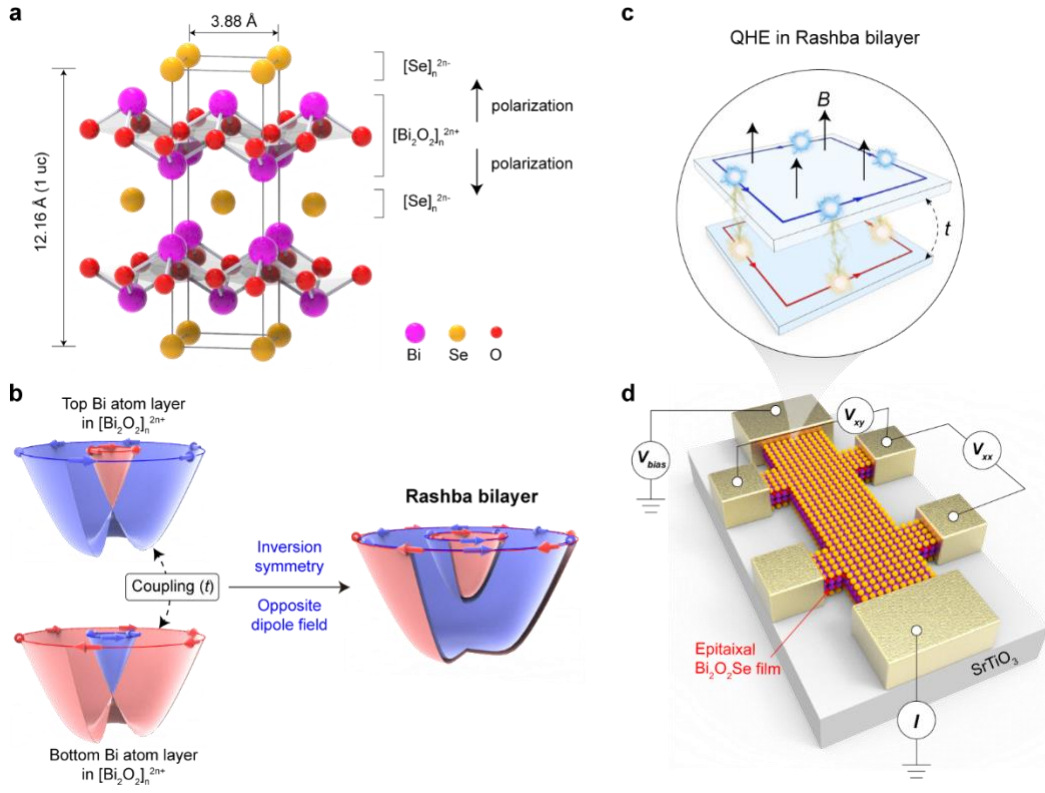 a
3.88 Å
12.16 Å (1 uc)
[Se]ₙ²ⁿ⁻
polarization
[Bi₂O₂]ₙ²ⁿ⁺
polarization
[Se]ₙ²ⁿ⁻
Bi Se O
b
Top Bi atom layer
in [Bi₂O₂]ₙ²ⁿ⁺
Coupling (t)
Bottom Bi atom layer
in [Bi₂O₂]ₙ²ⁿ⁺
Inversion
symmetry
Opposite
dipole field
Rashba bilayer
c
QHE in Rashba bilayer
B
t
d
Vxy
Vbias
Vxx
Epitaixal
Bi₂O₂Se film
SrTiO₃
I